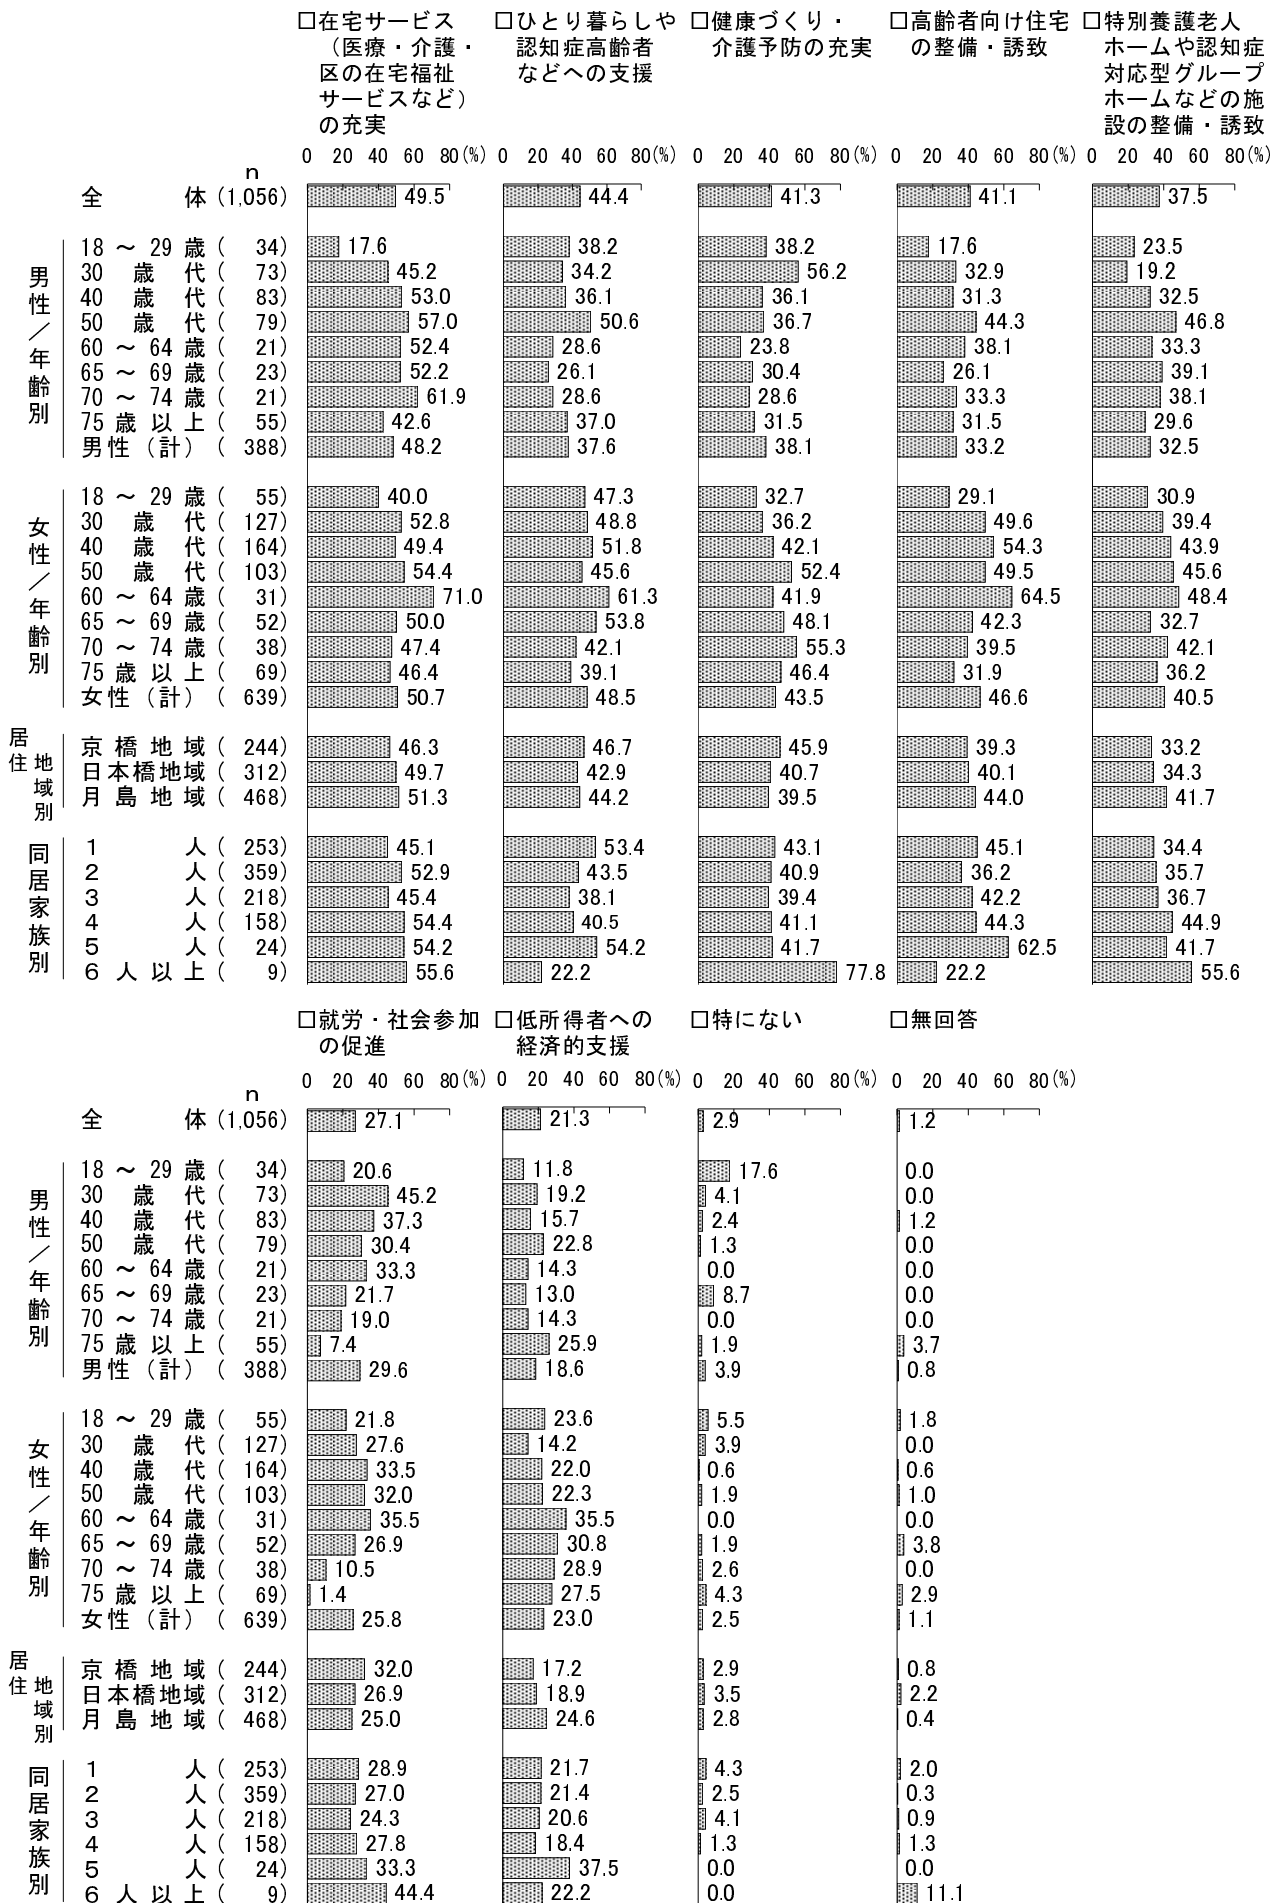 □在宅サービス
（医療・介護・
区の在宅福祉
サービスなど）
の充実
□ひとり暮らしや
認知症高齢者
などへの支援
□健康づくり・
介護予防の充実
□高齢者向け住宅
の整備・誘致
□特別養護老人
ホームや認知症
対応型グループ
ホームなどの施
設の整備・誘致
0 20 40 60 80(%) 0 20 40 60 80(%) 0 20 40 60 80(%) 0 20 40 60 80(%) 0 20 40 60 80(%)
n
全体 (1,056) 49.5 44.4 41.3 41.1 37.5
男性／年齢別
18～29歳 ( 34) 17.6 38.2 38.2 17.6 23.5
30歳代 ( 73) 45.2 34.2 56.2 32.9 19.2
40歳代 ( 83) 53.0 36.1 36.1 31.3 32.5
50歳代 ( 79) 57.0 50.6 36.7 44.3 46.8
60～64歳 ( 21) 52.4 28.6 23.8 38.1 33.3
65～69歳 ( 23) 52.2 26.1 30.4 26.1 39.1
70～74歳 ( 21) 61.9 28.6 28.6 33.3 38.1
75歳以上 ( 55) 42.6 37.0 31.5 31.5 29.6
男性（計） ( 388) 48.2 37.6 38.1 33.2 32.5
女性／年齢別
18～29歳 ( 55) 40.0 47.3 32.7 29.1 30.9
30歳代 ( 127) 52.8 48.8 36.2 49.6 39.4
40歳代 ( 164) 49.4 51.8 42.1 54.3 43.9
50歳代 ( 103) 54.4 45.6 52.4 49.5 45.6
60～64歳 ( 31) 71.0 61.3 41.9 64.5 48.4
65～69歳 ( 52) 50.0 53.8 48.1 42.3 32.7
70～74歳 ( 38) 47.4 42.1 55.3 39.5 42.1
75歳以上 ( 69) 46.4 39.1 46.4 31.9 36.2
女性（計） ( 639) 50.7 48.5 43.5 46.6 40.5
居住地域別
京橋地域 ( 244) 46.3 46.7 45.9 39.3 33.2
日本橋地域 ( 312) 49.7 42.9 40.7 40.1 34.3
月島地域 ( 468) 51.3 44.2 39.5 44.0 41.7
同居家族別
1人 ( 253) 45.1 53.4 43.1 45.1 34.4
2人 ( 359) 52.9 43.5 40.9 36.2 35.7
3人 ( 218) 45.4 38.1 39.4 42.2 36.7
4人 ( 158) 54.4 40.5 41.1 44.3 44.9
5人 ( 24) 54.2 54.2 41.7 62.5 41.7
6人以上 ( 9) 55.6 22.2 77.8 22.2 55.6
□就労・社会参加
の促進
□低所得者への
経済的支援
□特にない
□無回答
0 20 40 60 80(%) 0 20 40 60 80(%) 0 20 40 60 80(%) 0 20 40 60 80(%)
n
全体 (1,056) 27.1 21.3 2.9 1.2
男性／年齢別
18～29歳 ( 34) 20.6 11.8 17.6 0.0
30歳代 ( 73) 45.2 19.2 4.1 0.0
40歳代 ( 83) 37.3 15.7 2.4 1.2
50歳代 ( 79) 30.4 22.8 1.3 0.0
60～64歳 ( 21) 33.3 14.3 0.0 0.0
65～69歳 ( 23) 21.7 13.0 8.7 0.0
70～74歳 ( 21) 19.0 14.3 0.0 0.0
75歳以上 ( 55) 7.4 25.9 1.9 3.7
男性（計） ( 388) 29.6 18.6 3.9 0.8
女性／年齢別
18～29歳 ( 55) 21.8 23.6 5.5 1.8
30歳代 ( 127) 27.6 14.2 3.9 0.0
40歳代 ( 164) 33.5 22.0 0.6 0.6
50歳代 ( 103) 32.0 22.3 1.9 1.0
60～64歳 ( 31) 35.5 35.5 0.0 0.0
65～69歳 ( 52) 26.9 30.8 1.9 3.8
70～74歳 ( 38) 10.5 28.9 2.6 0.0
75歳以上 ( 69) 1.4 27.5 4.3 2.9
女性（計） ( 639) 25.8 23.0 2.5 1.1
居住地域別
京橋地域 ( 244) 32.0 17.2 2.9 0.8
日本橋地域 ( 312) 26.9 18.9 3.5 2.2
月島地域 ( 468) 25.0 24.6 2.8 0.4
同居家族別
1人 ( 253) 28.9 21.7 4.3 2.0
2人 ( 359) 27.0 21.4 2.5 0.3
3人 ( 218) 24.3 20.6 4.1 0.9
4人 ( 158) 27.8 18.4 1.3 1.3
5人 ( 24) 33.3 37.5 0.0 0.0
6人以上 ( 9) 44.4 22.2 0.0 11.1